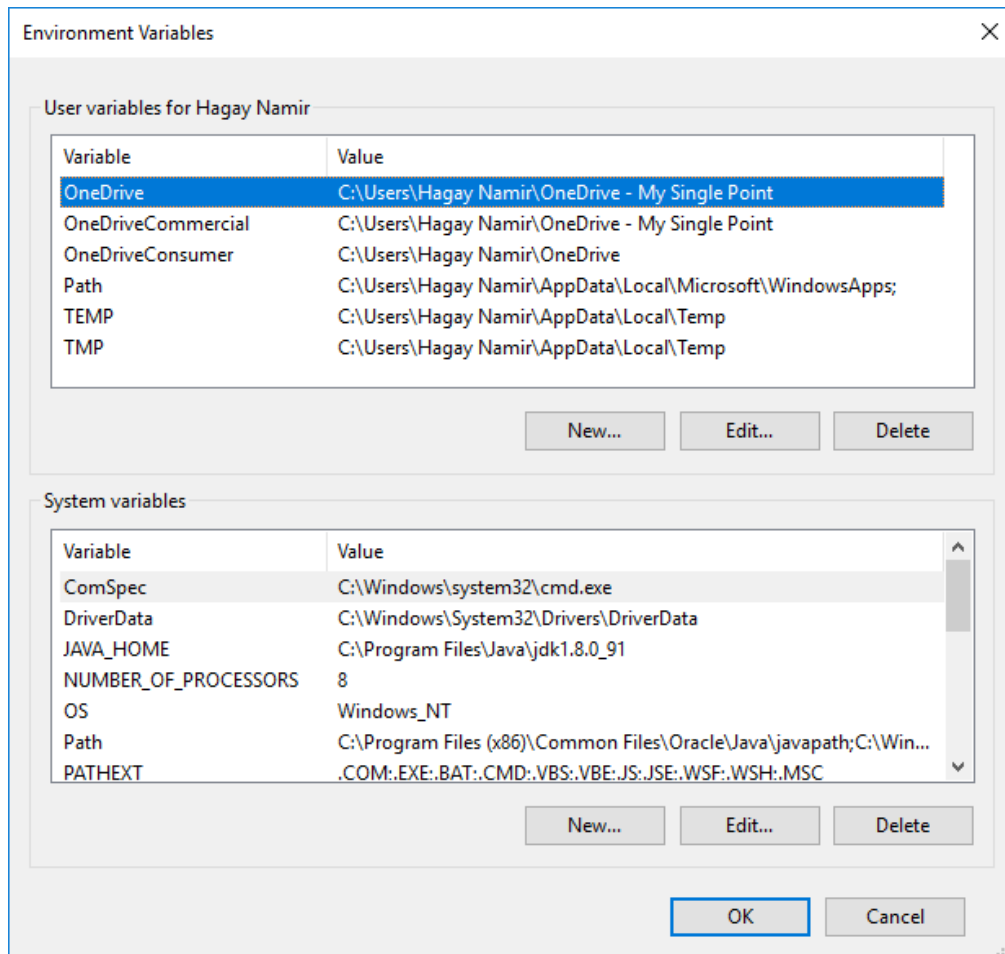 Environment Variables
User variables for Hagay Namir
Variable Value
OneDrive C:\Users\Hagay Namir\OneDrive - My Single Point
OneDriveCommercial C:\Users\Hagay Namir\OneDrive - My Single Point
OneDriveConsumer C:\Users\Hagay Namir\OneDrive
Path C:\Users\Hagay Namir\AppData\Local\Microsoft\WindowsApps;
TEMP C:\Users\Hagay Namir\AppData\Local\Temp
TMP C:\Users\Hagay Namir\AppData\Local\Temp
New... Edit... Delete
System variables
Variable Value
ComSpec C:\Windows\system32\cmd.exe
DriverData C:\Windows\System32\Drivers\DriverData
JAVA_HOME C:\Program Files\Java\jdk1.8.0_91
NUMBER_OF_PROCESSORS 8
OS Windows_NT
Path C:\Program Files (x86)\Common Files\Oracle\Java\javapath;C:\Win...
PATHEXT .COM;.EXE;.BAT;.CMD;.VBS;.VBE;.JS;.JSE;.WSF;.WSH;.MSC
New... Edit... Delete
OK Cancel